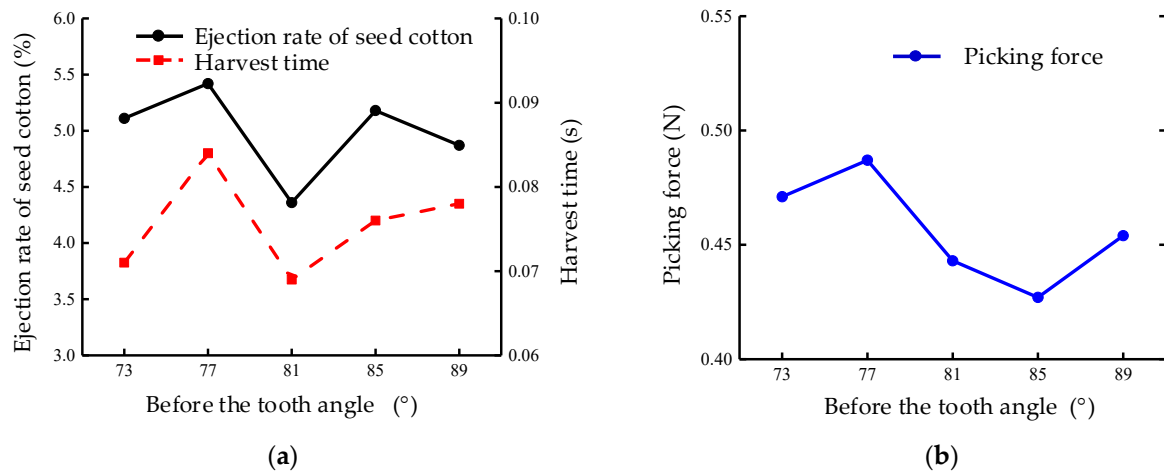 Ejection rate of seed cotton (%)
6.0
5.5
5.0
4.5
4.0
3.5
3.0
Ejection rate of seed cotton
Harvest time
0.10
0.09
0.08
0.07
0.06
Harvest time (s)
73 77 81 85 89
Before the tooth angle (°)
(a)
Picking force (N)
0.55
0.50
0.45
0.40
Picking force
73 77 81 85 89
Before the tooth angle (°)
(b)